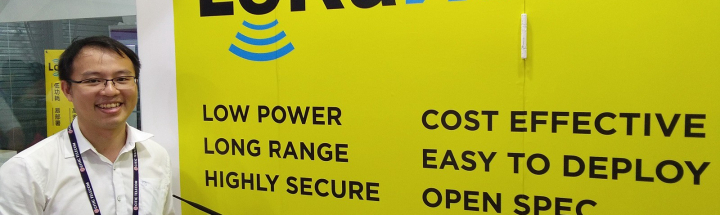 LOW POWER
LONG RANGE
HIGHLY SECURE
COST EFFECTIVE
EASY TO DEPLOY
OPEN SPEC